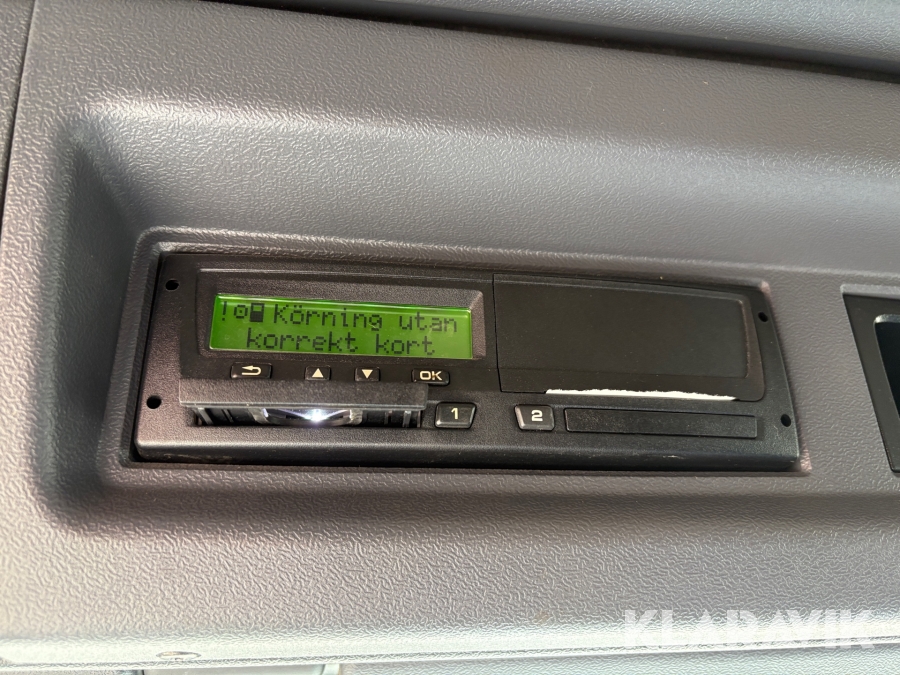 ! Körning utan
korrekt kort
OK
1
2
KLARAVIK